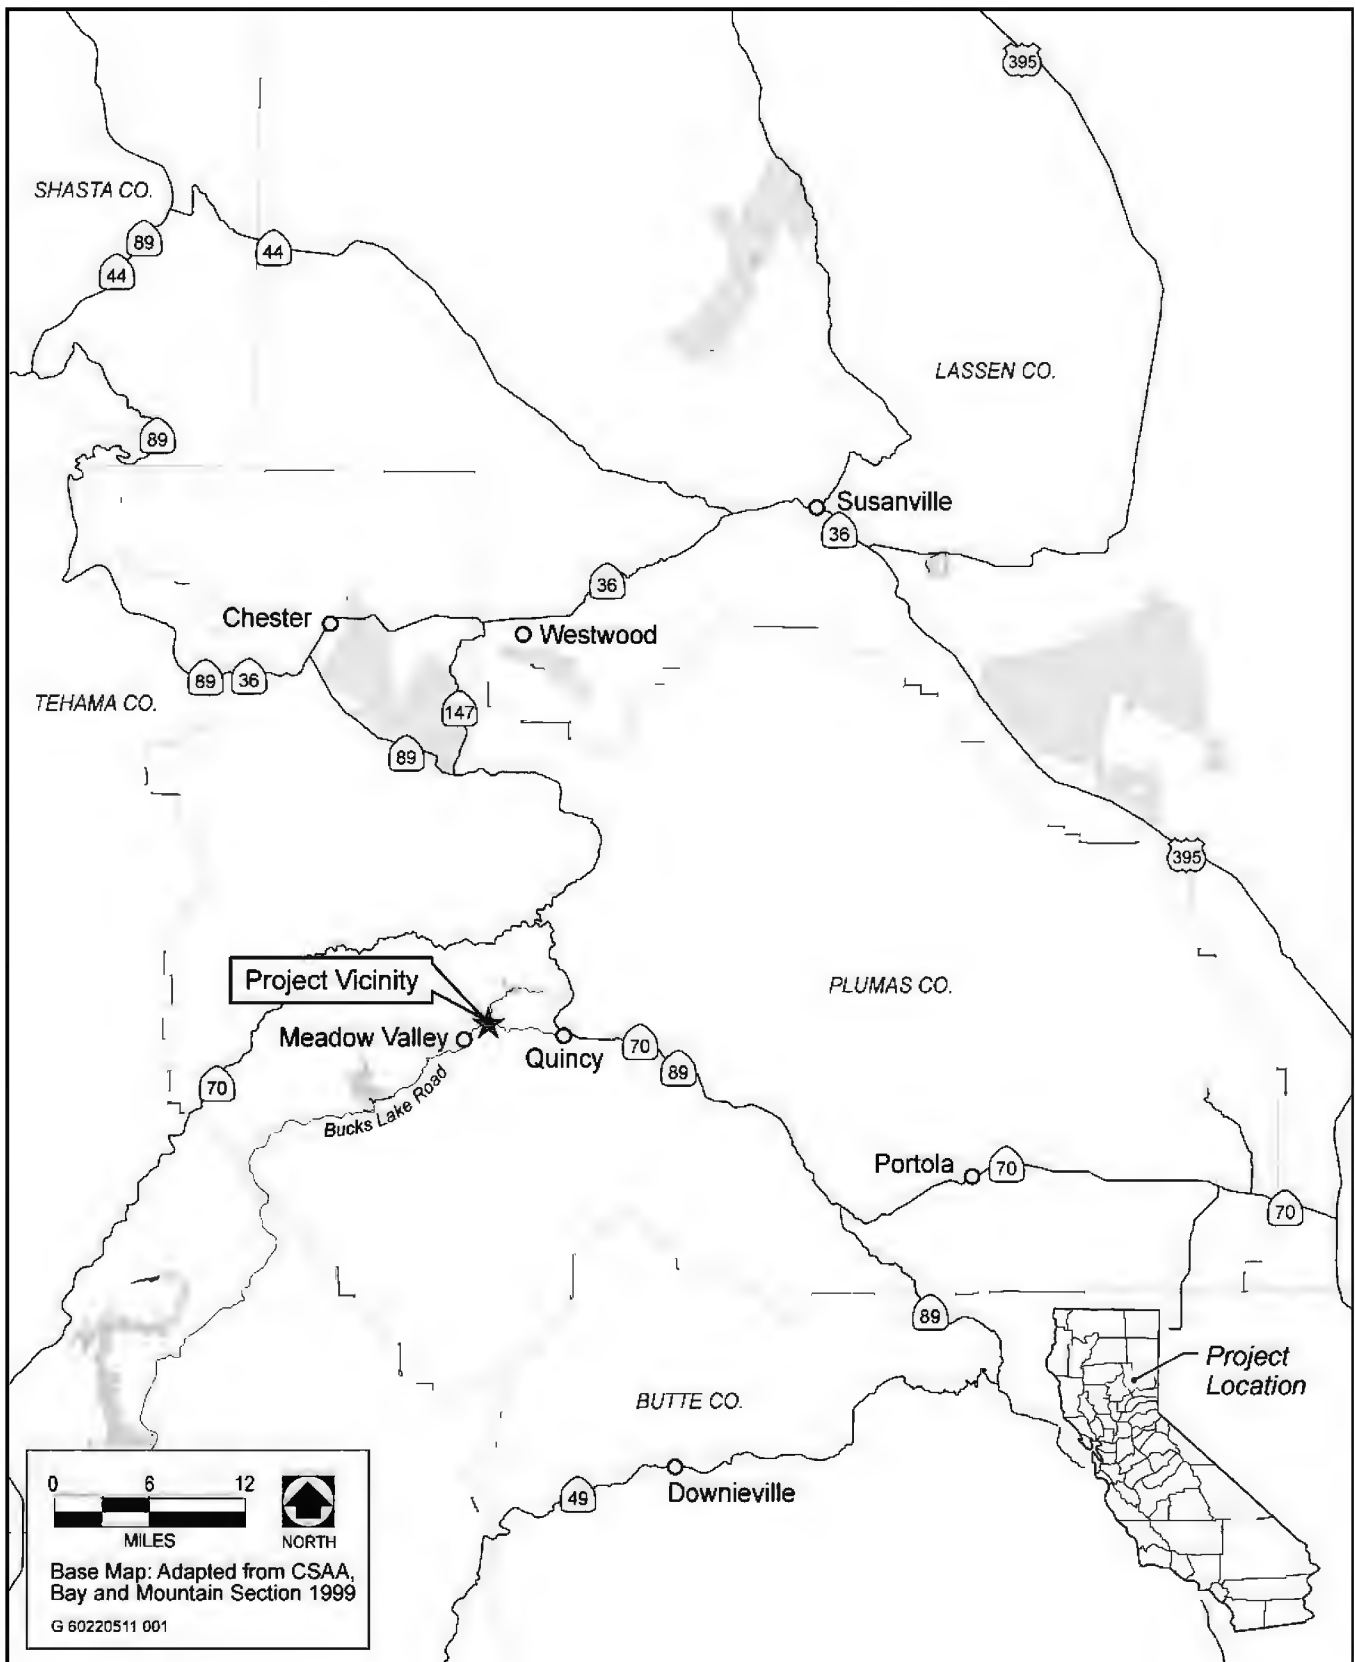 395
SHASTA CO.
89
44
44
LASSEN CO.
89
Susanville
36
36
Chester
Westwood
89
36
TEHAMA CO.
147
89
395
Project Vicinity
PLUMAS CO.
Meadow Valley
Quincy
70
89
70
Bucks Lake Road
Portola
70
70
89
Project
Location
BUTTE CO.
49
Downieville
0 6 12
MILES
NORTH
Base Map: Adapted from CSAA,
Bay and Mountain Section 1999
G 60220511 001